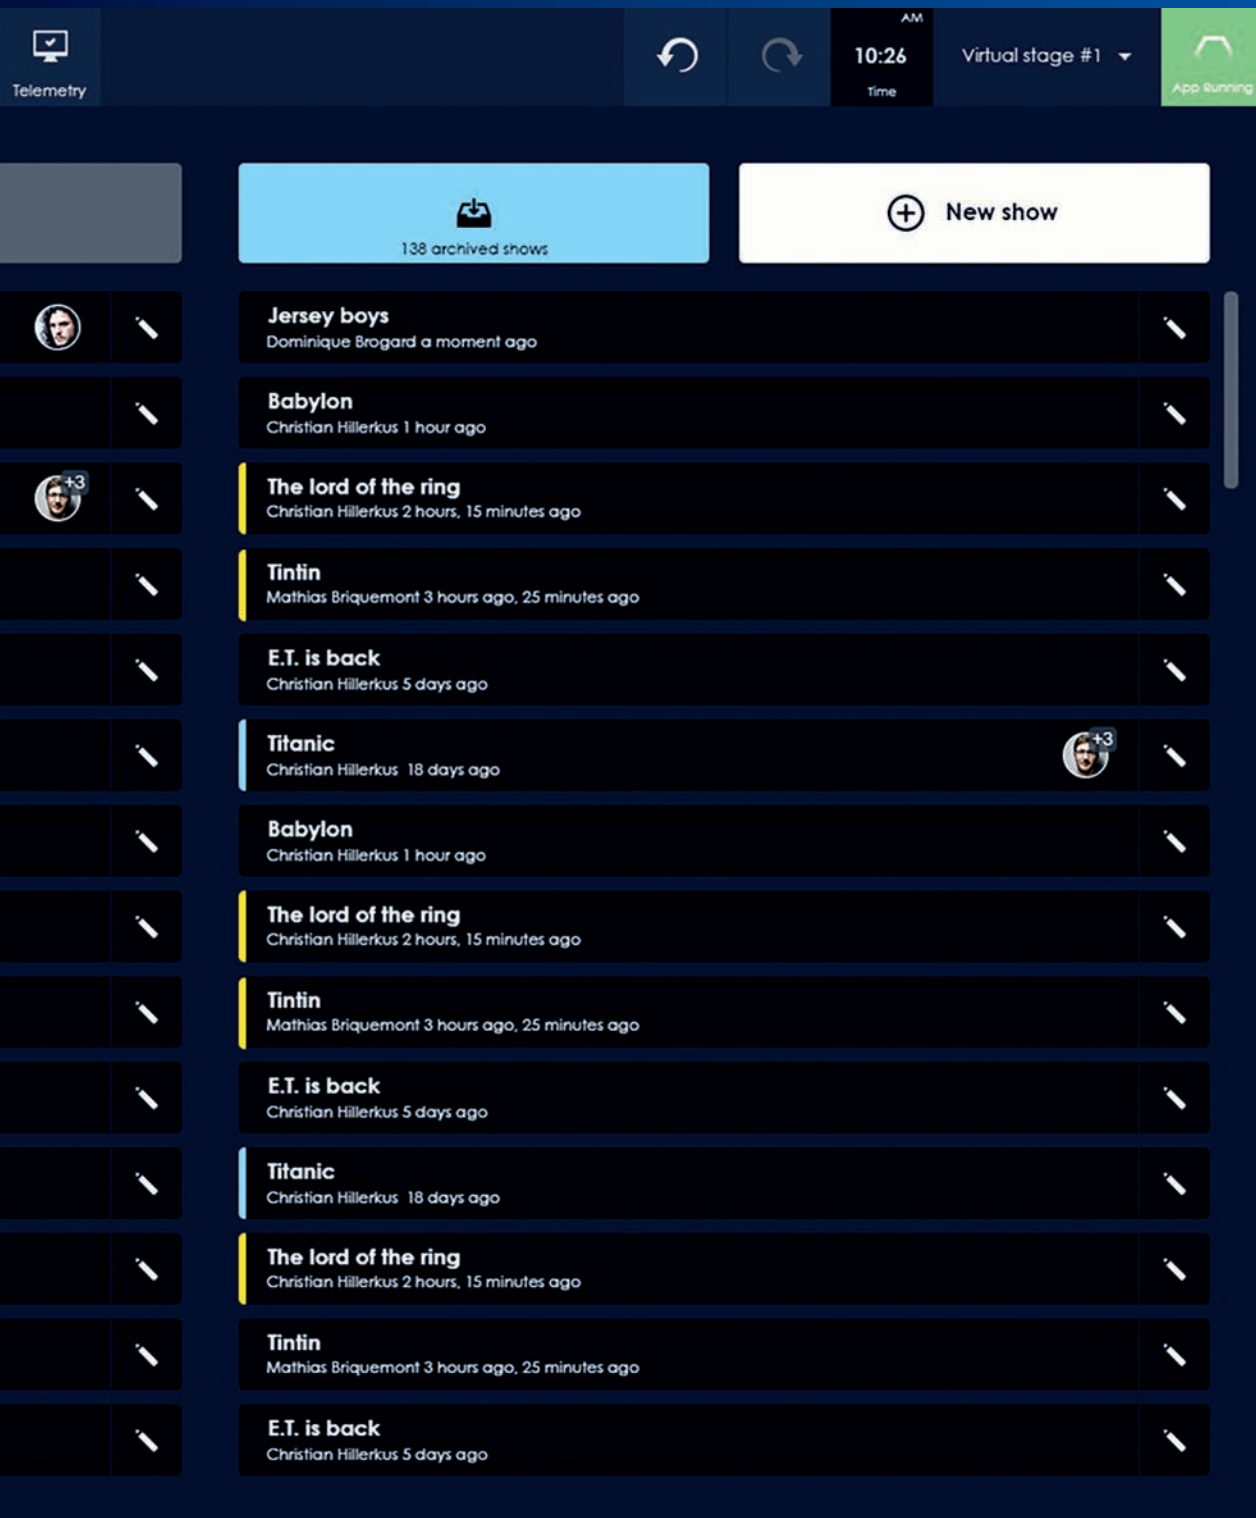 Telemetry
AM
10:26
Time
Virtual stage #1
App Running
138 archived shows
New show
Jersey boys
Dominique Brogard a moment ago
Babylon
Christian Hillerkus 1 hour ago
+3
The lord of the ring
Christian Hillerkus 2 hours, 15 minutes ago
Tintin
Mathias Briquemont 3 hours ago, 25 minutes ago
E.T. is back
Christian Hillerkus 5 days ago
Titanic
Christian Hillerkus 18 days ago
+3
Babylon
Christian Hillerkus 1 hour ago
The lord of the ring
Christian Hillerkus 2 hours, 15 minutes ago
Tintin
Mathias Briquemont 3 hours ago, 25 minutes ago
E.T. is back
Christian Hillerkus 5 days ago
Titanic
Christian Hillerkus 18 days ago
The lord of the ring
Christian Hillerkus 2 hours, 15 minutes ago
Tintin
Mathias Briquemont 3 hours ago, 25 minutes ago
E.T. is back
Christian Hillerkus 5 days ago